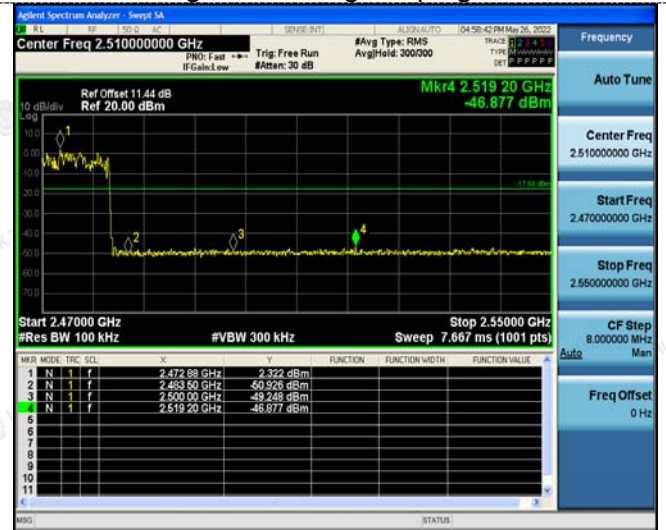 Agilent Spectrum Analyzer - Swept SA
RL RF 50 Ω AC SENSE:INT ALIGN AUTO 04:58:42 PM May 26, 2022
Center Freq 2.510000000 GHz
PNO: Fast
IFGain:Low
Trig: Free Run
#Atten: 30 dB
#Avg Type: RMS
Avg|Hold: 300/300
TRACE 1 2 3 4 5 6
TYPE
DET P P P P P P
Ref Offset 11.44 dB
Ref 20.00 dBm
10 dB/div
Log
Mkr4 2.519 20 GHz
-46.877 dBm
10.0
0.00
-10.0
-20.0
-30.0
-40.0
-50.0
-60.0
-70.0
1
2
3
4
Start 2.47000 GHz
Stop 2.55000 GHz
#Res BW 100 kHz
#VBW 300 kHz
Sweep 7.667 ms (1001 pts)
MKR MODE TRC SCL X Y FUNCTION FUNCTION WIDTH FUNCTION VALUE
1 N 1 f 2.472 88 GHz 2.322 dBm
2 N 1 f 2.483 50 GHz -50.926 dBm
3 N 1 f 2.500 00 GHz -49.248 dBm
4 N 1 f 2.519 20 GHz -46.877 dBm
5
6
7
8
9
10
11
MSG
STATUS
Frequency
Auto Tune
Center Freq
2.510000000 GHz
Start Freq
2.470000000 GHz
Stop Freq
2.550000000 GHz
CF Step
8.000000 MHz
Auto Man
Freq Offset
0 Hz